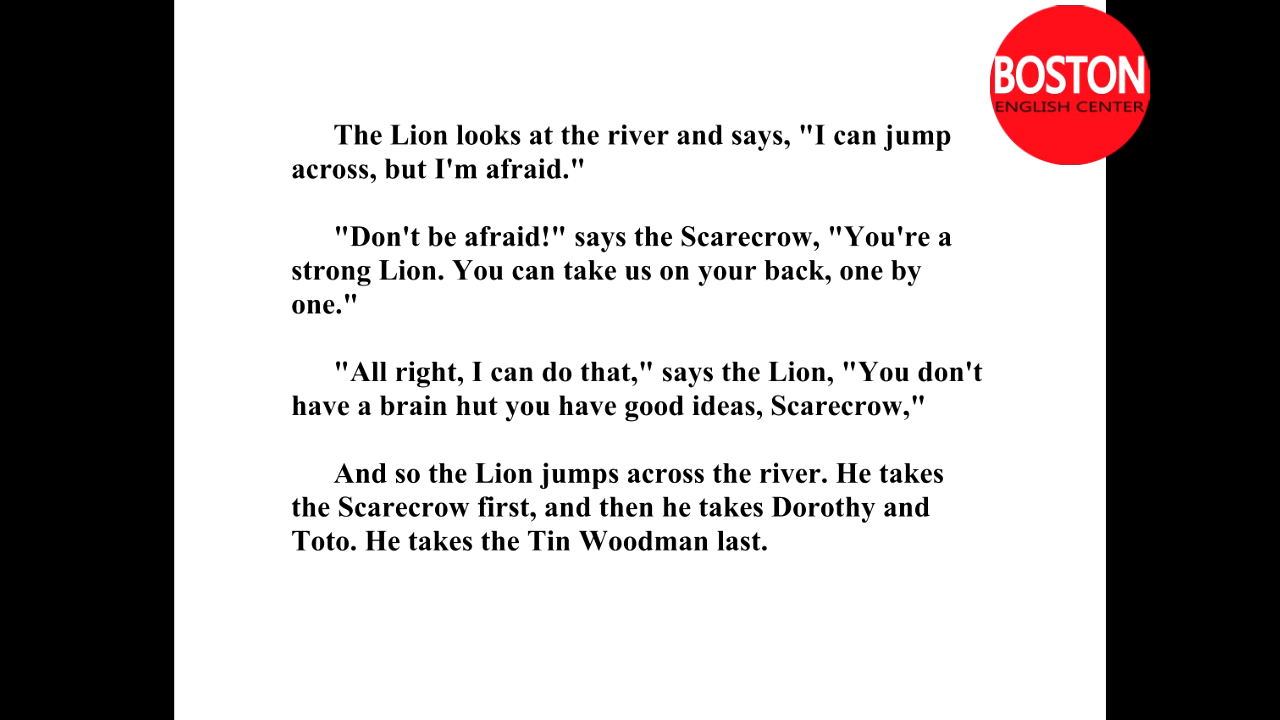 BOSTON
ENGLISH CENTER
The Lion looks at the river and says, "I can jump
across, but I'm afraid."
"Don't be afraid!" says the Scarecrow, "You're a
strong Lion. You can take us on your back, one by
one."
"All right, I can do that," says the Lion, "You don't
have a brain hut you have good ideas, Scarecrow,"
And so the Lion jumps across the river. He takes
the Scarecrow first, and then he takes Dorothy and
Toto. He takes the Tin Woodman last.